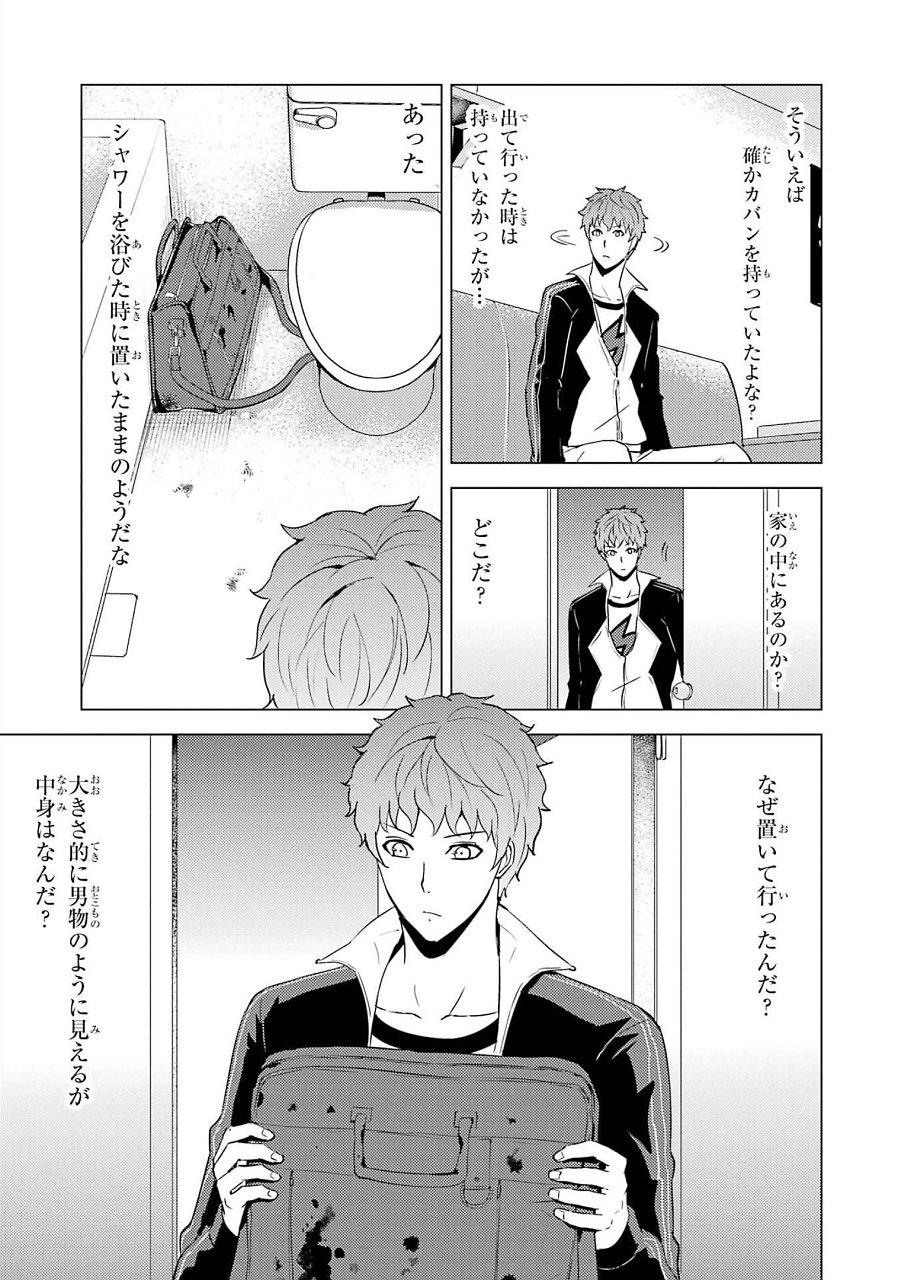 そういえば
確かカバンを持っていたよな?
出て行った時は
持っていなかったが…
家の中にあるのか?
どこだ?
あった
シャワーを浴びた時に置いたままのようだな
なぜ置いて行ったんだ?
大きさ的に男物のように見えるが
中身はなんだ?